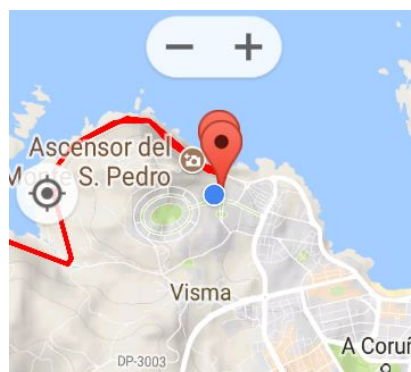 Ascensor del
Monte S. Pedro
Visma
DP-3003
A Coruñ